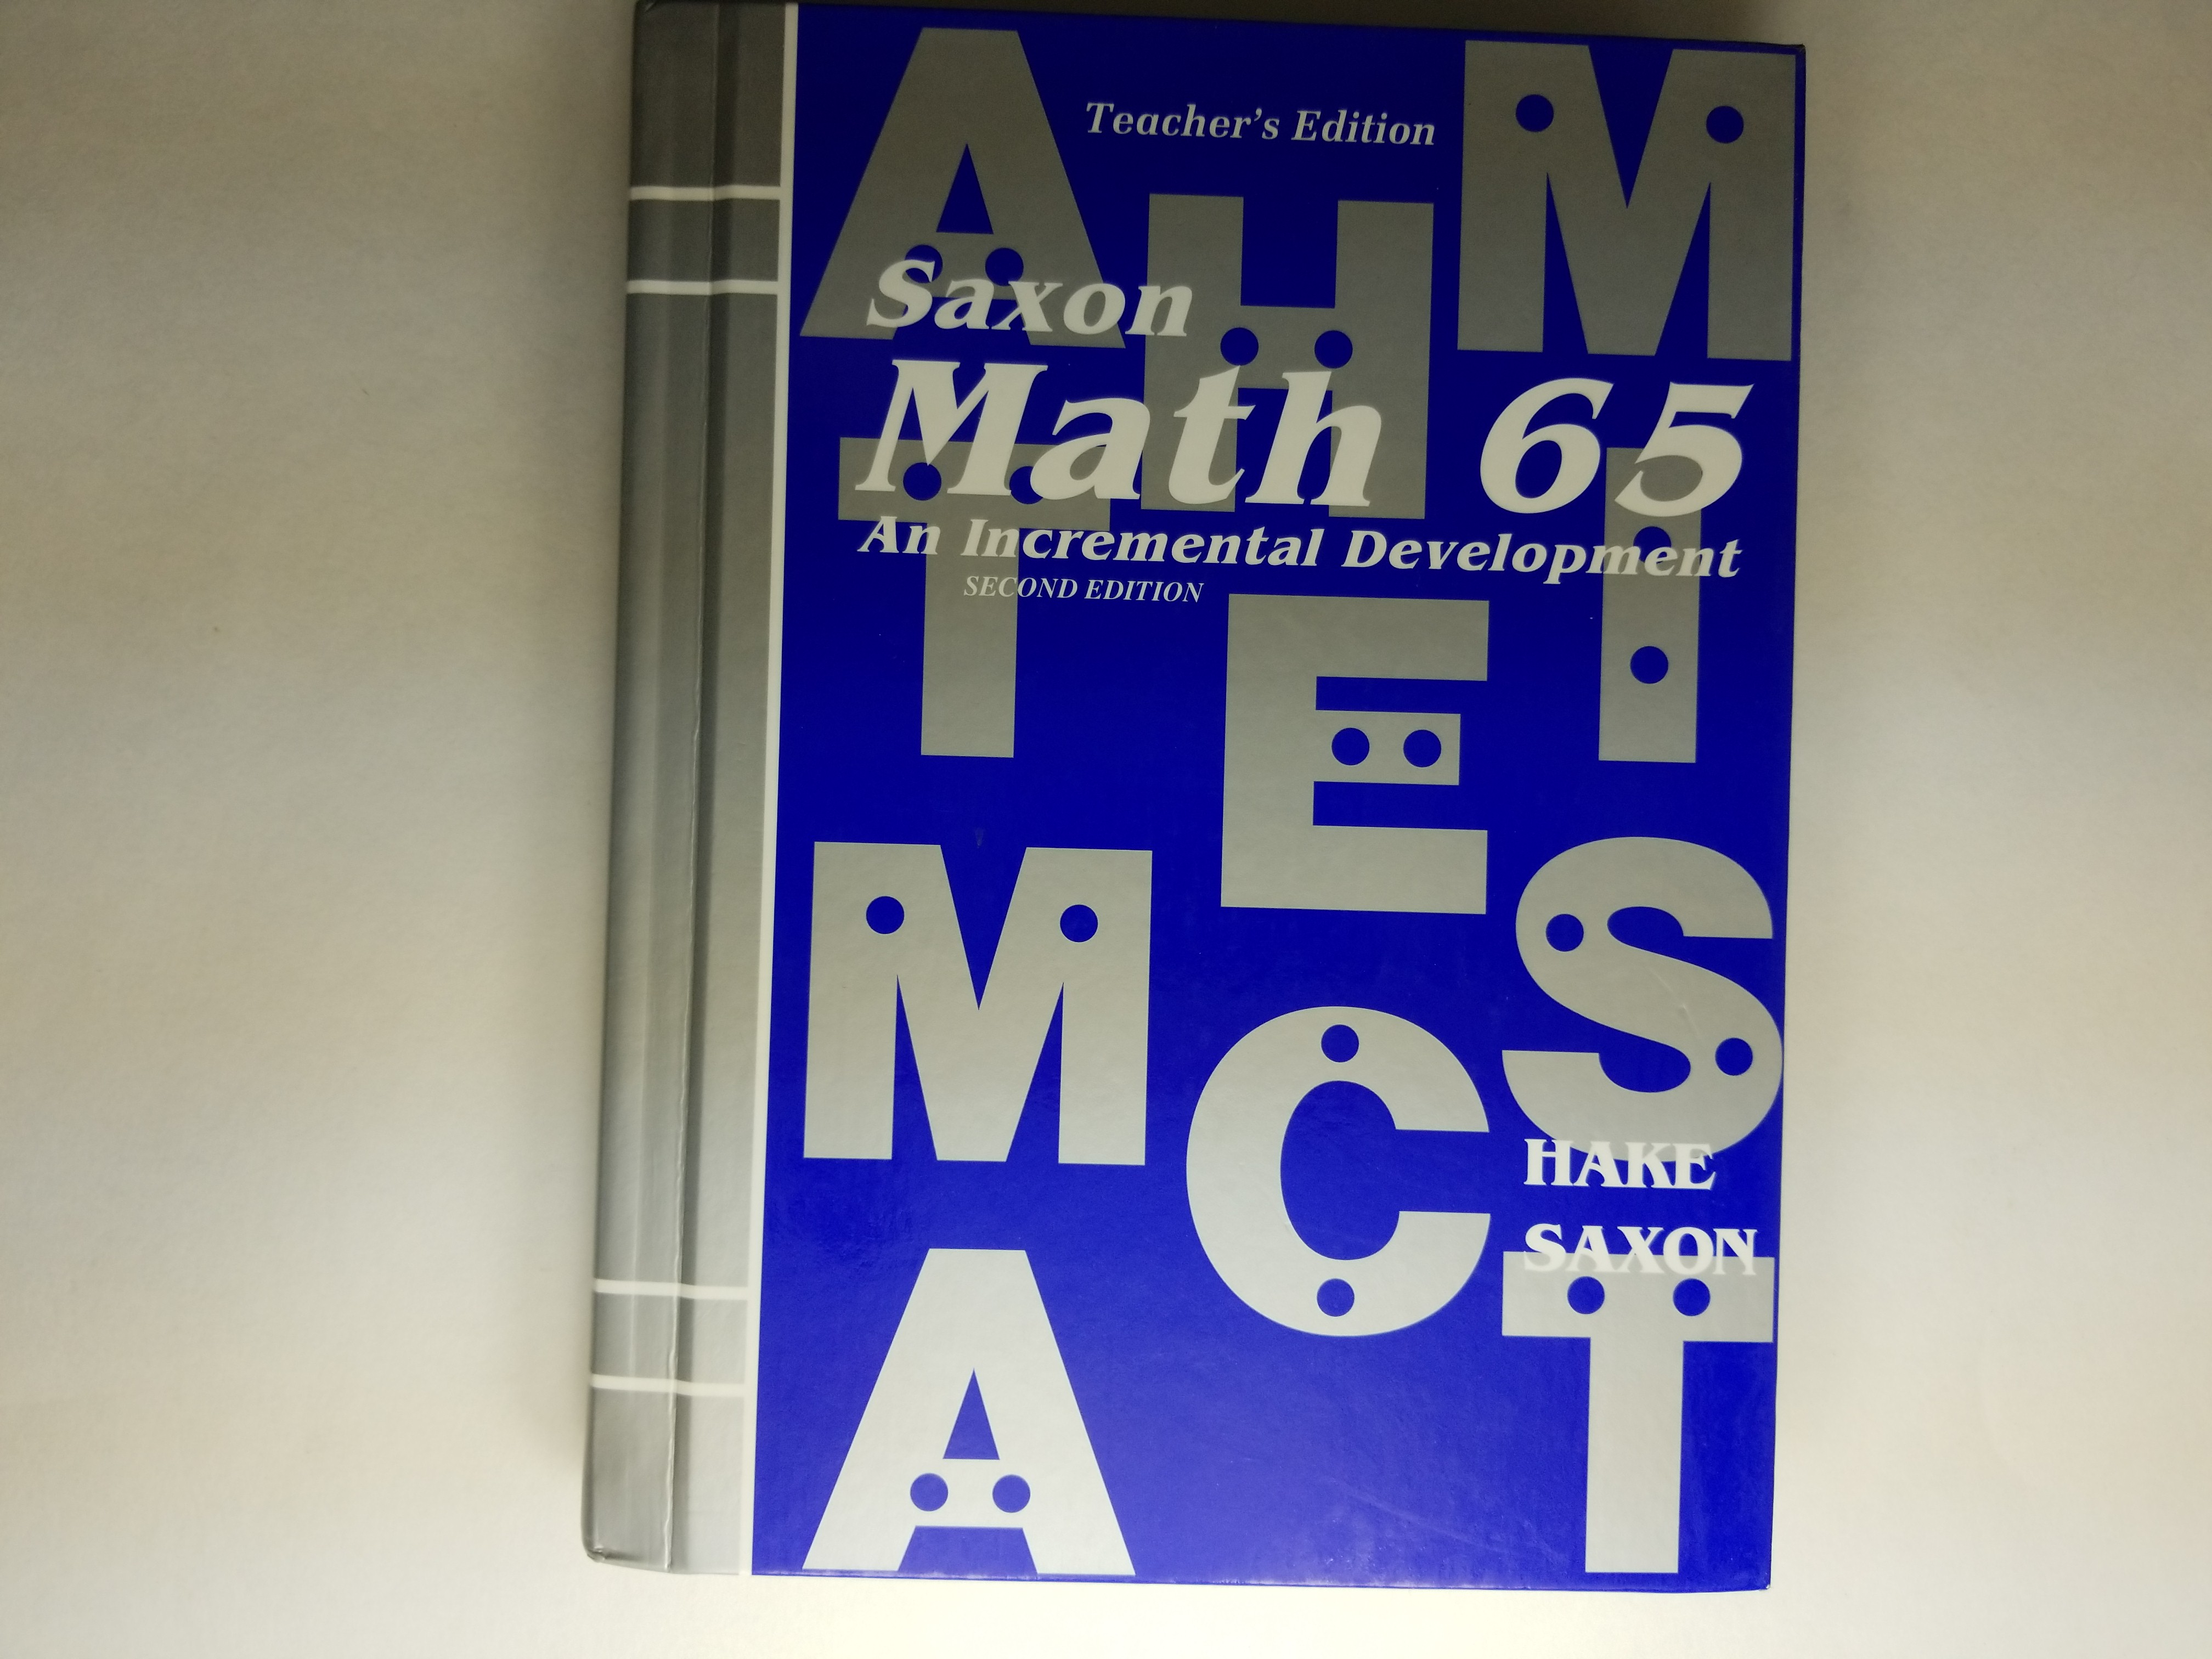 Teacher's Edition
Saxon
Math 65
An Incremental Development
SECOND EDITION
HAKE
SAXON
A H M
T E I
M C S
A T